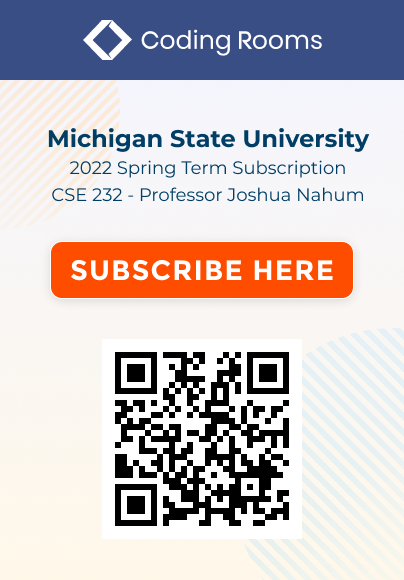 Coding Rooms
Michigan State University
2022 Spring Term Subscription
CSE 232 - Professor Joshua Nahum
SUBSCRIBE HERE